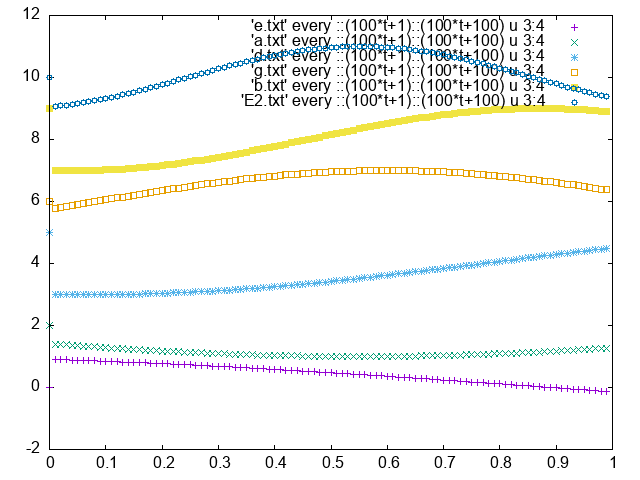 12
10
8
6
4
2
0
-2
'e.txt' every ::(100*t+1)::(100*t+100) u 3:4
'a.txt' every ::(100*t+1)::(100*t+100) u 3:4
'd.txt' every ::(100*t+1)::(100*t+100) u 3:4
'g.txt' every ::(100*t+1)::(100*t+100) u 3:4
'b.txt' every ::(100*t+1)::(100*t+100) u 3:4
'E2.txt' every ::(100*t+1)::(100*t+100) u 3:4
0 0.1 0.2 0.3 0.4 0.5 0.6 0.7 0.8 0.9 1